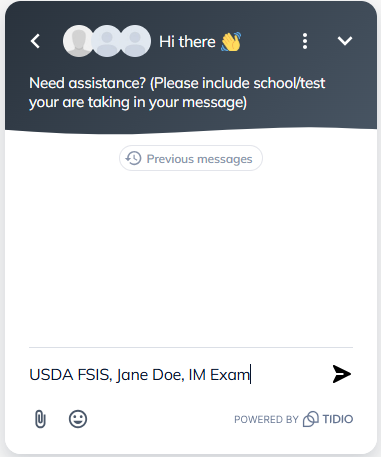 Hi there 👋
Need assistance? (Please include school/test
your are taking in your message)
Previous messages
USDA FSIS, Jane Doe, IM Exam
POWERED BY TIDIO